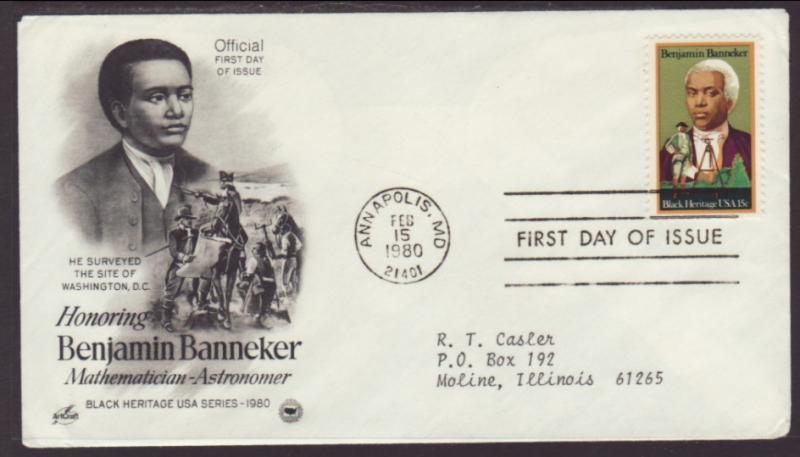 Official
FIRST DAY
OF ISSUE
HE SURVEYED
THE SITE OF
WASHINGTON, D.C.
Honoring
Benjamin Banneker
Mathematician-Astronomer
BLACK HERITAGE USA SERIES-1980
ArtCraft
ANNAPOLIS, MD
FEB
15
1980
21401
Benjamin Banneker
Black Heritage USA 15c
FIRST DAY OF ISSUE
R. T. Casler
P.O. Box 192
Moline, Illinois 61265